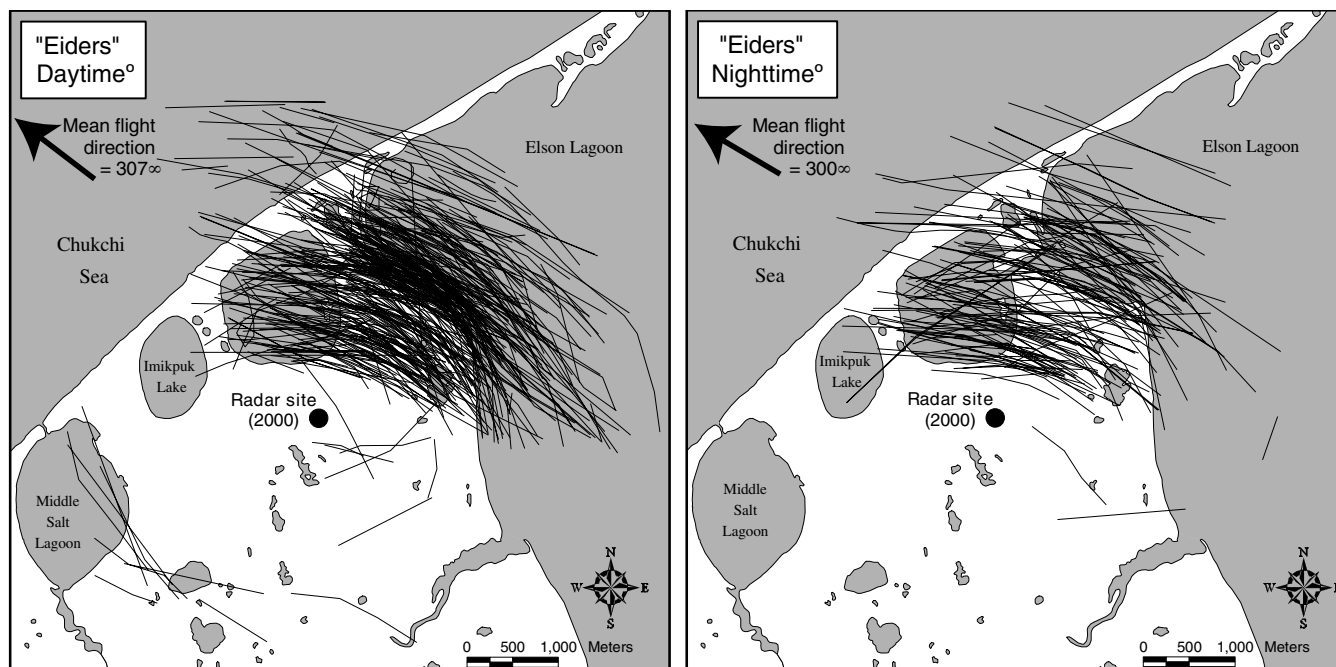 "Eiders"
Daytimeº
Mean flight
direction
= 307∞
Elson Lagoon
Chukchi
Sea
Imikpuk
Lake
Radar site
(2000)
Middle
Salt
Lagoon
N
W E
S
0 500 1,000 Meters
"Eiders"
Nighttimeº
Mean flight
direction
= 300∞
Elson Lagoon
Chukchi
Sea
Imikpuk
Lake
Radar site
(2000)
Middle
Salt
Lagoon
N
W E
S
0 500 1,000 Meters